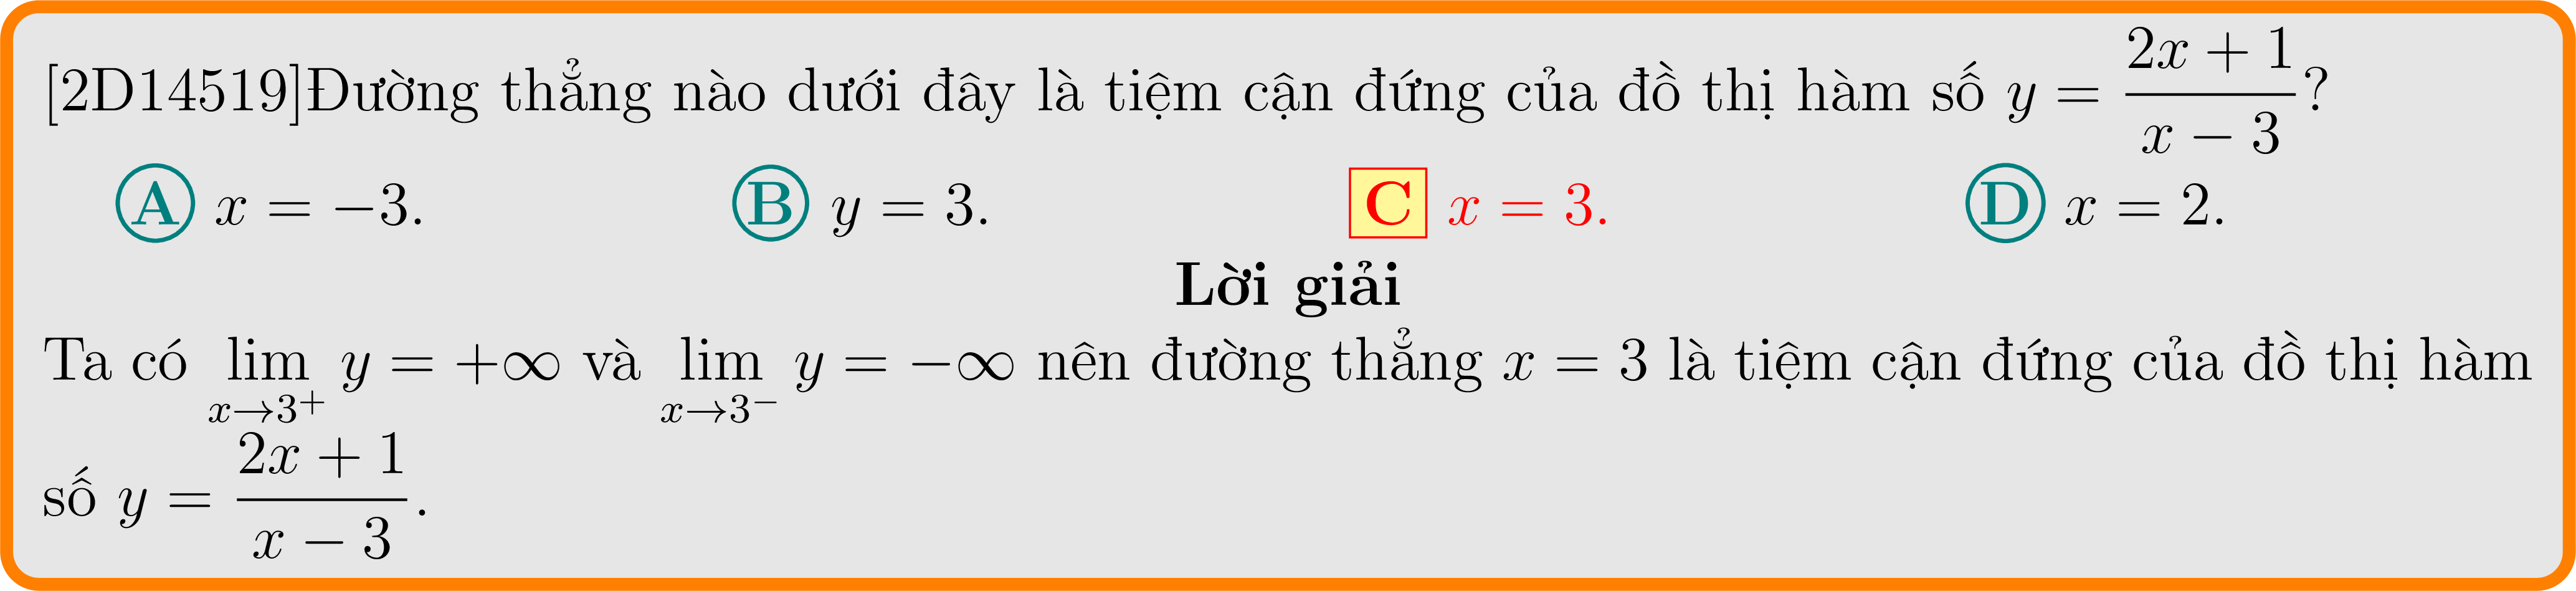 [2D14519]Đường thẳng nào dưới đây là tiệm cận đứng của đồ thị hàm số $y = \dfrac{2x + 1}{x - 3}$?
A $x = -3$. B $y = 3$. C $x = 3$. D $x = 2$.
Lời giải
Ta có $\lim\limits_{x \to 3^+} y = +\infty$ và $\lim\limits_{x \to 3^-} y = -\infty$ nên đường thẳng $x = 3$ là tiệm cận đứng của đồ thị hàm
số $y = \dfrac{2x + 1}{x - 3}$.